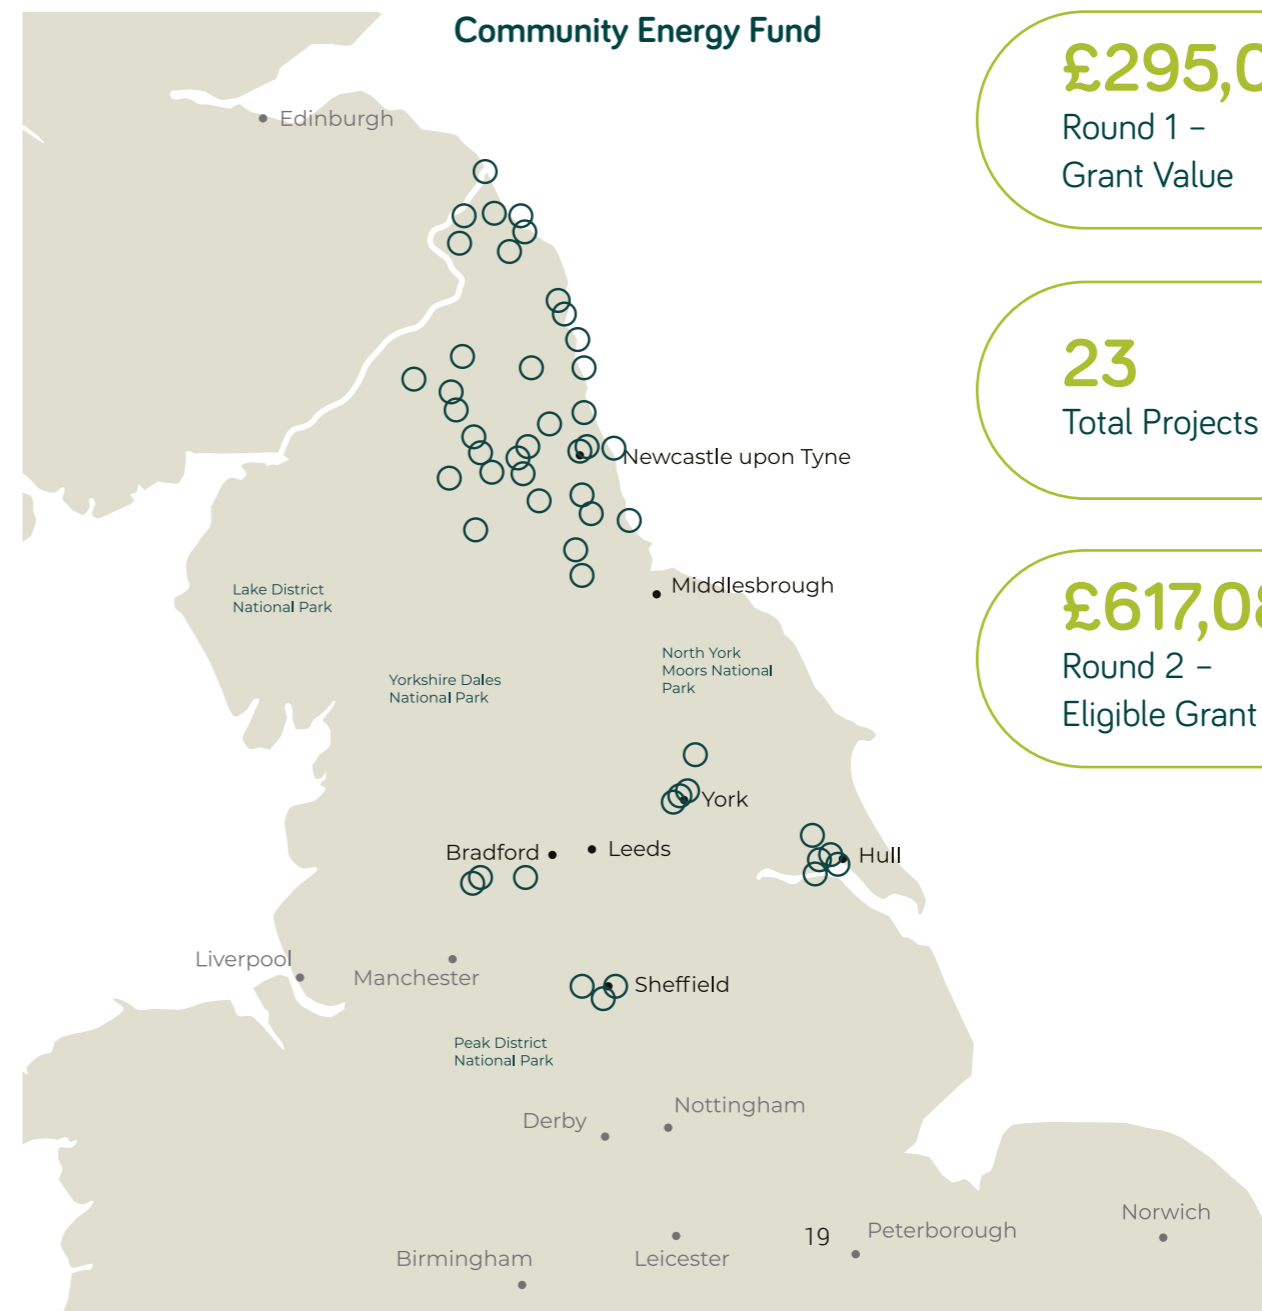 Community Energy Fund
£295,0
Round 1 –
Grant Value
23
Total Projects
£617,08
Round 2 –
Eligible Grant
Edinburgh
Newcastle upon Tyne
Middlesbrough
Lake District
National Park
North York
Moors National
Park
Yorkshire Dales
National Park
York
Bradford
Leeds
Hull
Liverpool
Manchester
Sheffield
Peak District
National Park
Nottingham
Derby
Norwich
19
Peterborough
Birmingham
Leicester